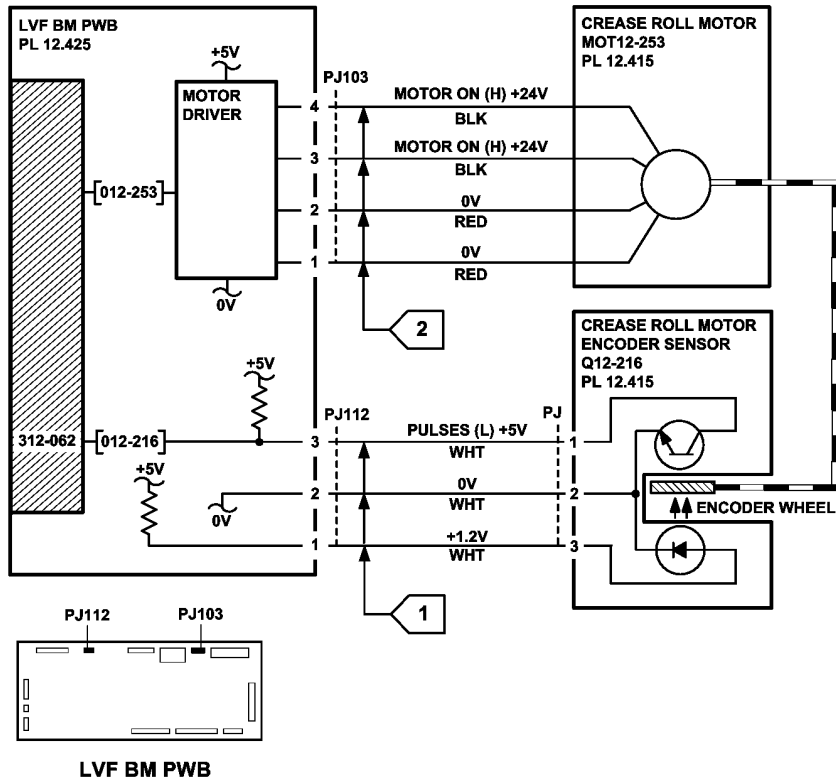 LVF BM PWB
PL 12.425
+5V
MOTOR
DRIVER
PJ103
4
MOTOR ON (H) +24V
BLK
3
MOTOR ON (H) +24V
BLK
2
0V
RED
1
0V
RED
[012-253]
0V
2
CREASE ROLL MOTOR
MOT12-253
PL 12.415
CREASE ROLL MOTOR
ENCODER SENSOR
Q12-216
PL 12.415
+5V
312-062
[012-216]
PJ112
PJ
3
PULSES (L) +5V
WHT
1
+5V
0V
2
0V
WHT
2
1
+1.2V
WHT
3
ENCODER WHEEL
1
PJ112
PJ103
LVF BM PWB